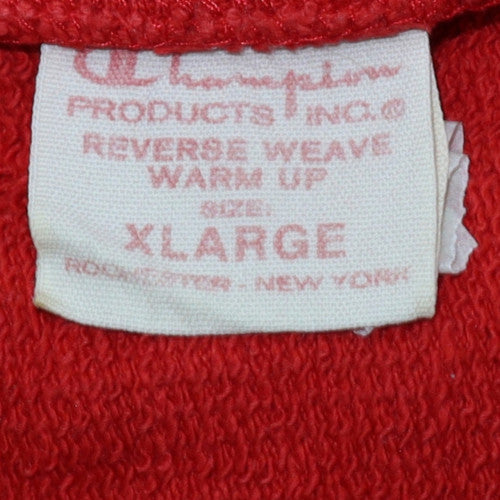 Champion
PRODUCTS INC.®
REVERSE WEAVE
WARM UP
SIZE:
XLARGE
ROCHESTER - NEW YORK